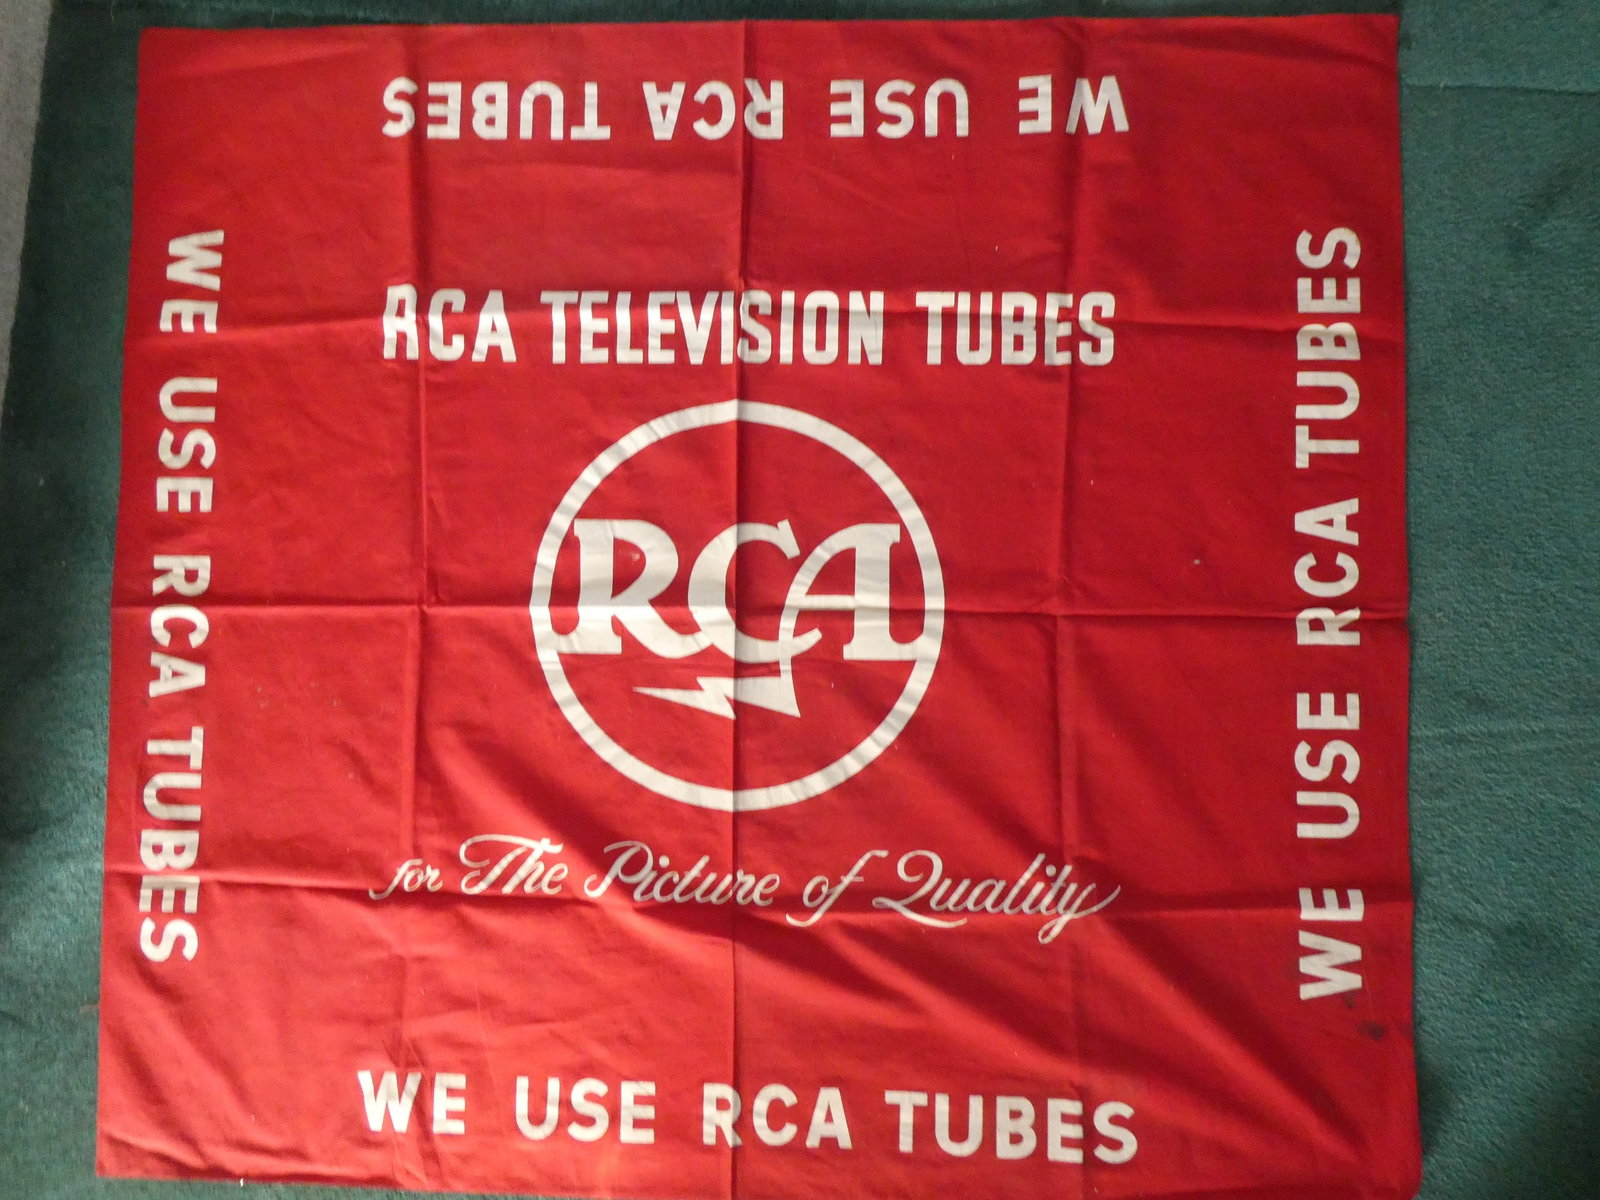 WE USE RCA TUBES
WE USE RCA TUBES
RCA TELEVISION TUBES
RCA
for The Picture of Quality
WE USE RCA TUBES
WE USE RCA TUBES